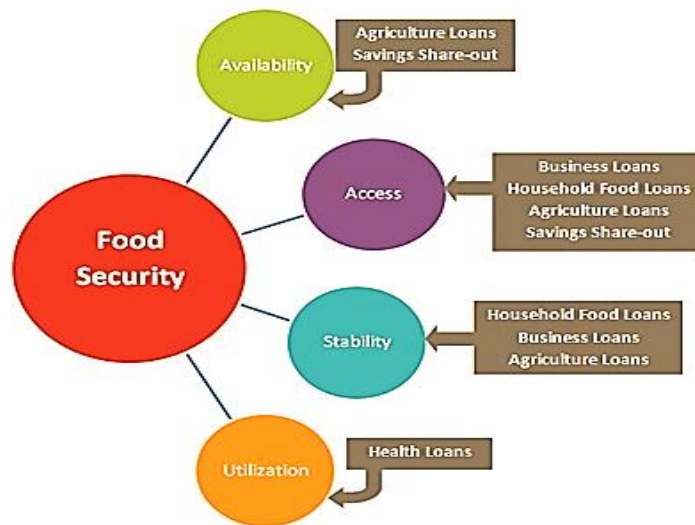 Agriculture Loans
Savings Share-out
Availability
Business Loans
Household Food Loans
Agriculture Loans
Savings Share-out
Access
Food
Security
Household Food Loans
Business Loans
Agriculture Loans
Stability
Health Loans
Utilization